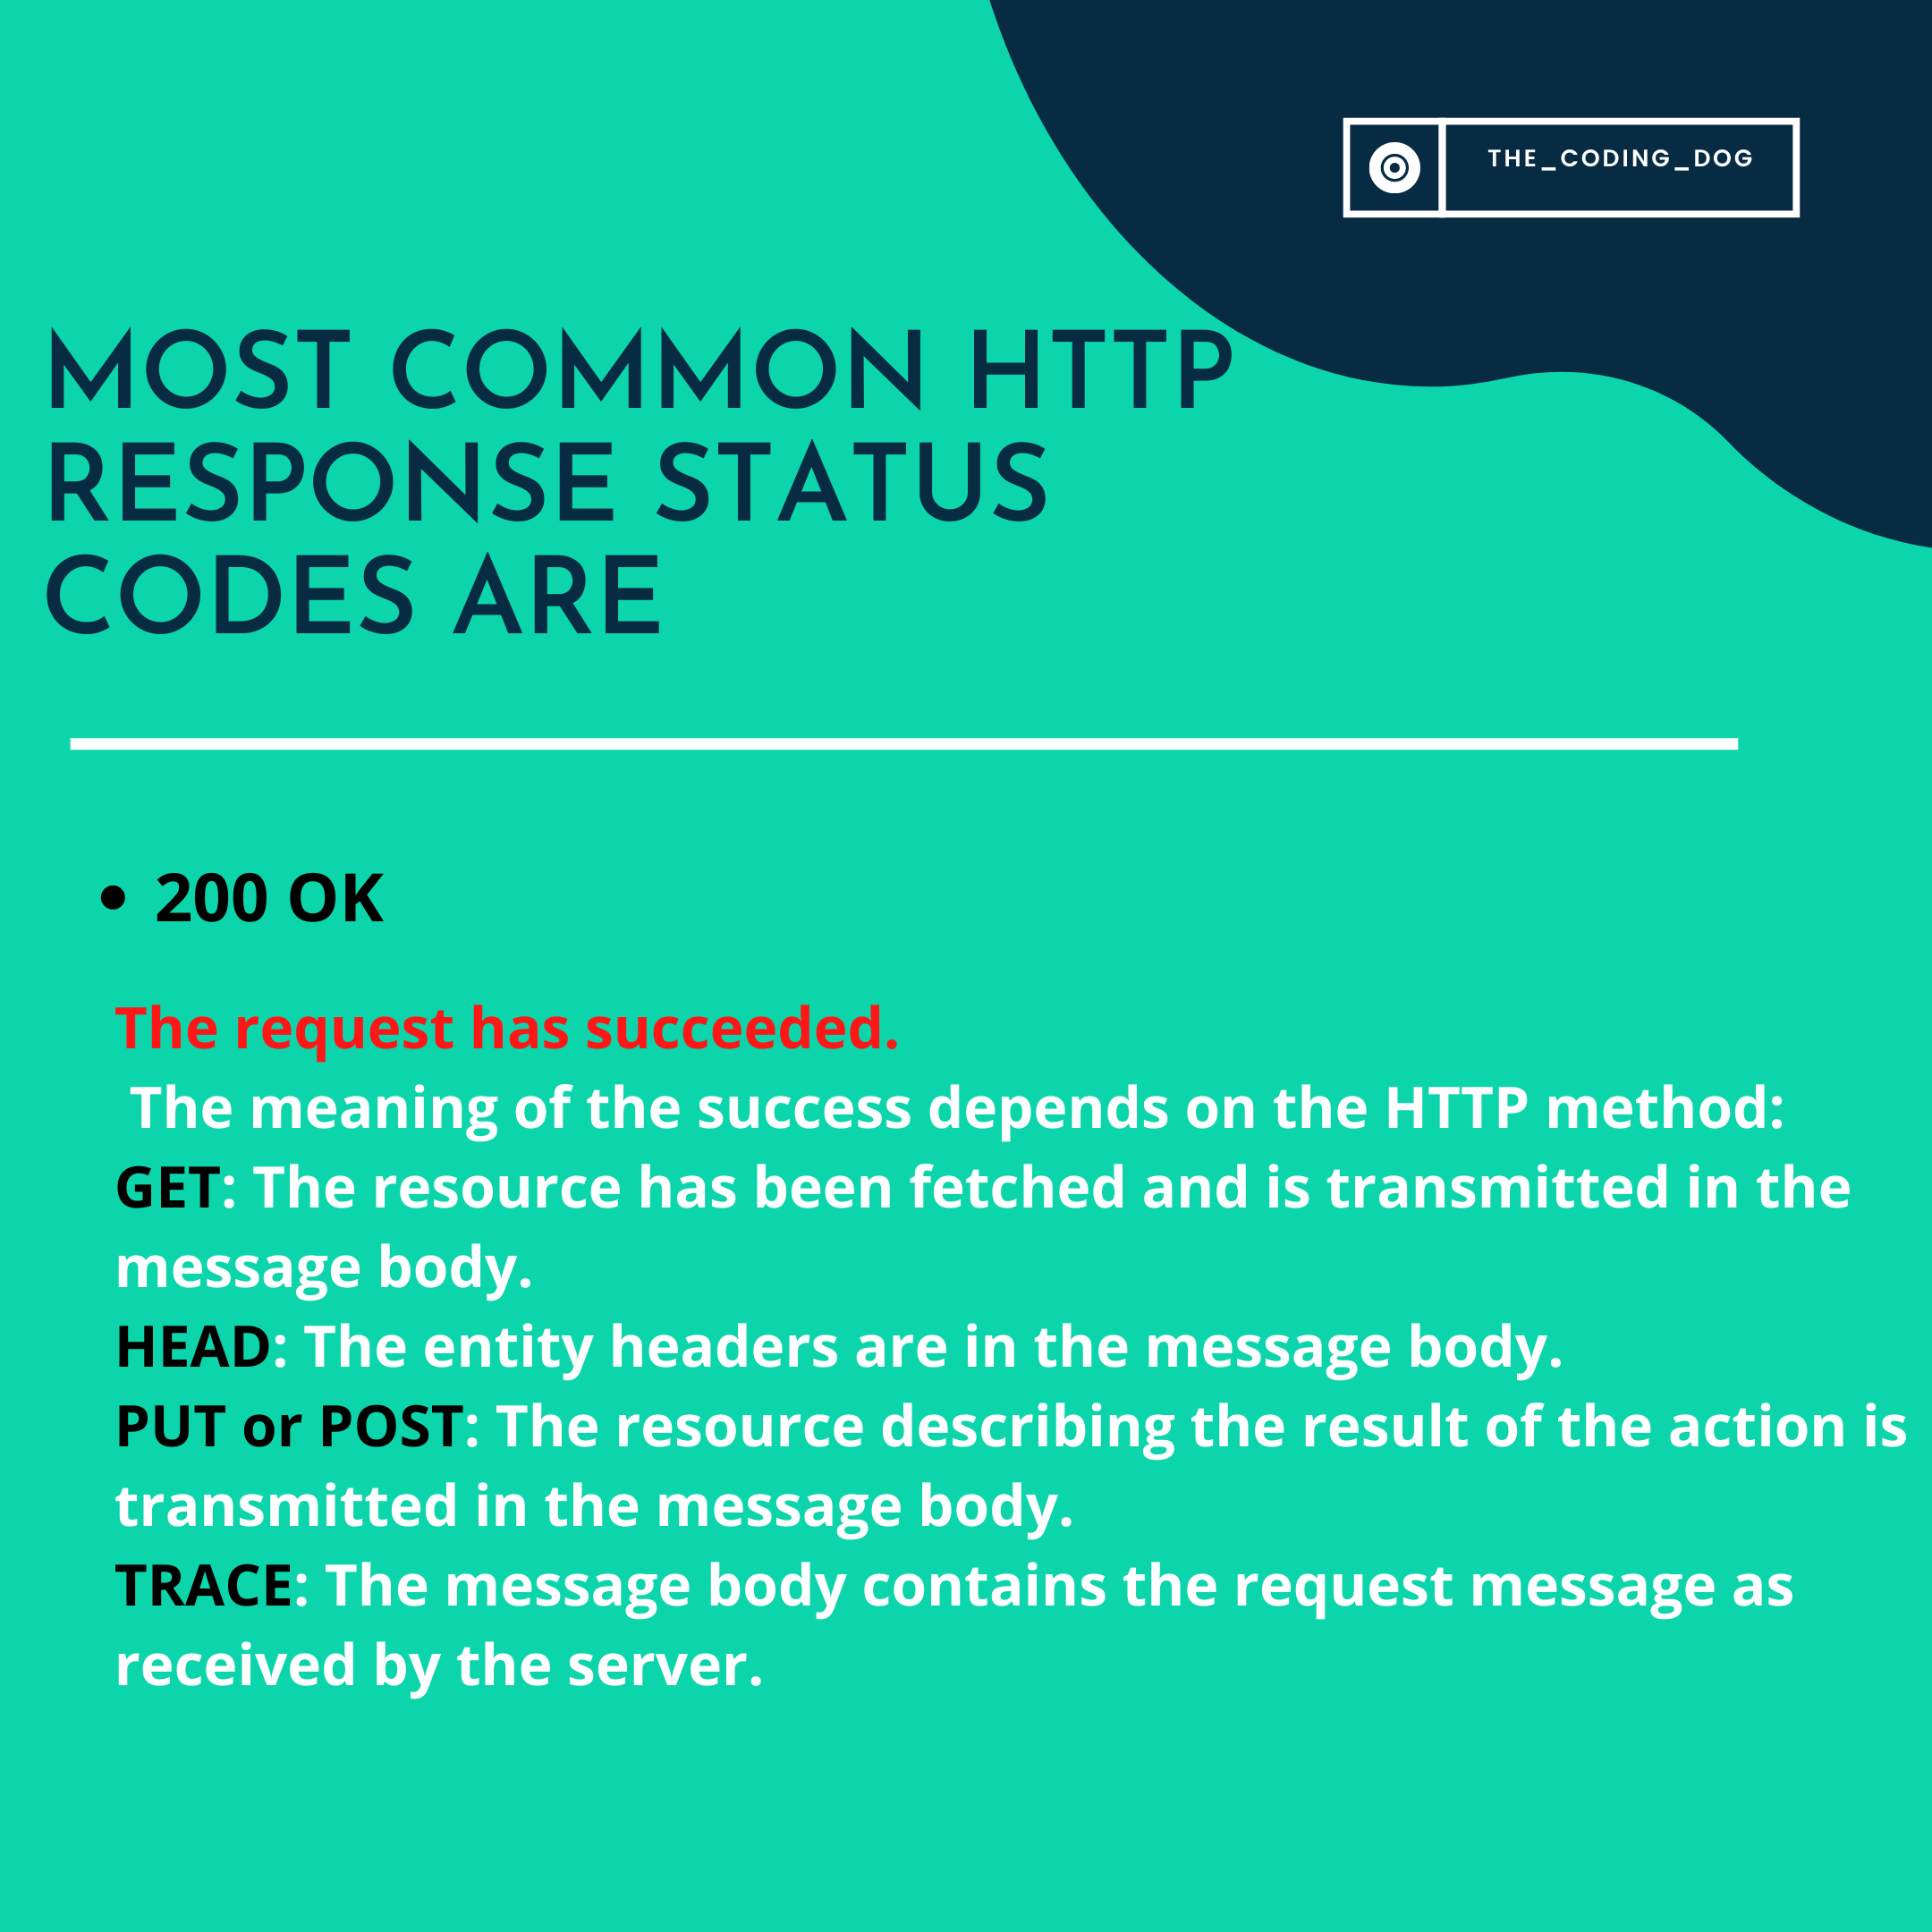 THE_CODING_DOG
MOST COMMON HTTP
RESPONSE STATUS
CODES ARE
• 200 OK
The request has succeeded.
The meaning of the success depends on the HTTP method:
GET: The resource has been fetched and is transmitted in the
message body.
HEAD: The entity headers are in the message body.
PUT or POST: The resource describing the result of the action is
transmitted in the message body.
TRACE: The message body contains the request message as
received by the server.